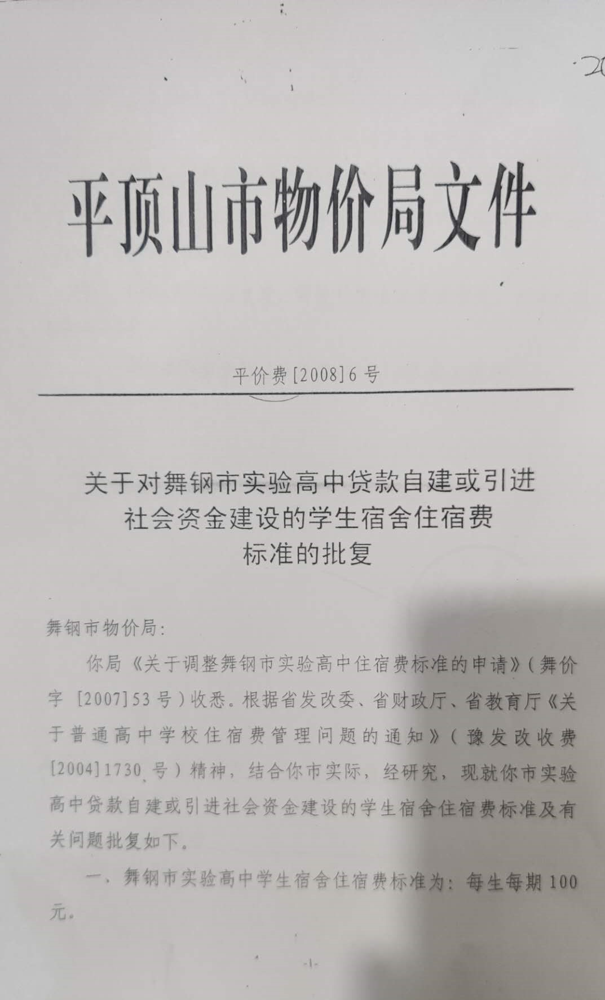 20
平顶山市物价局文件
平价费[2008]6号
关于对舞钢市实验高中贷款自建或引进
社会资金建设的学生宿舍住宿费
标准的批复
舞钢市物价局：
你局《关于调整舞钢市实验高中住宿费标准的申请》（舞价
字 [2007]53号）收悉。根据省发改委、省财政厅、省教育厅《关
于普通高中学校住宿费管理问题的通知》（豫发改收费
[2004]1730 号）精神，结合你市实际，经研究，现就你市实验
高中贷款自建或引进社会资金建设的学生宿舍住宿费标准及有
关问题批复如下。
一、舞钢市实验高中学生宿舍住宿费标准为：每生每期100
元。
-1-